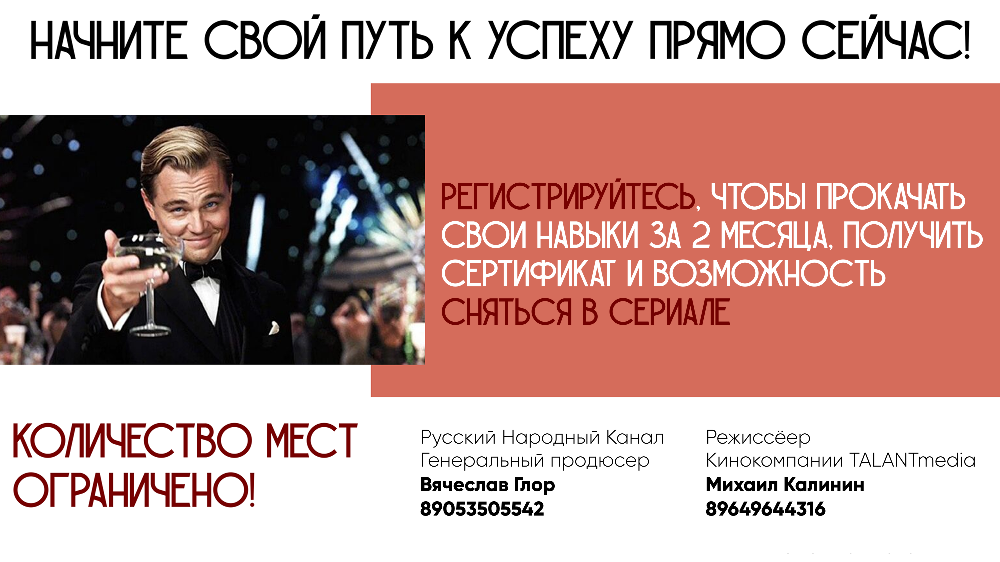 НАЧНИТЕ СВОЙ ПУТЬ К УСПЕХУ ПРЯМО СЕЙЧАС!
РЕГИСТРИРУЙТЕСЬ, ЧТОБЫ ПРОКАЧАТЬ
СВОИ НАВЫКИ ЗА 2 МЕСЯЦА, ПОЛУЧИТЬ
СЕРТИФИКАТ И ВОЗМОЖНОСТЬ
СНЯТЬСЯ В СЕРИАЛЕ
КОЛИЧЕСТВО МЕСТ
ОГРАНИЧЕНО!
Русский Народный Канал
Генеральный продюсер
Вячеслав Глор
89053505542
Режиссёер
Кинокомпании TALANTmedia
Михаил Калинин
89649644316